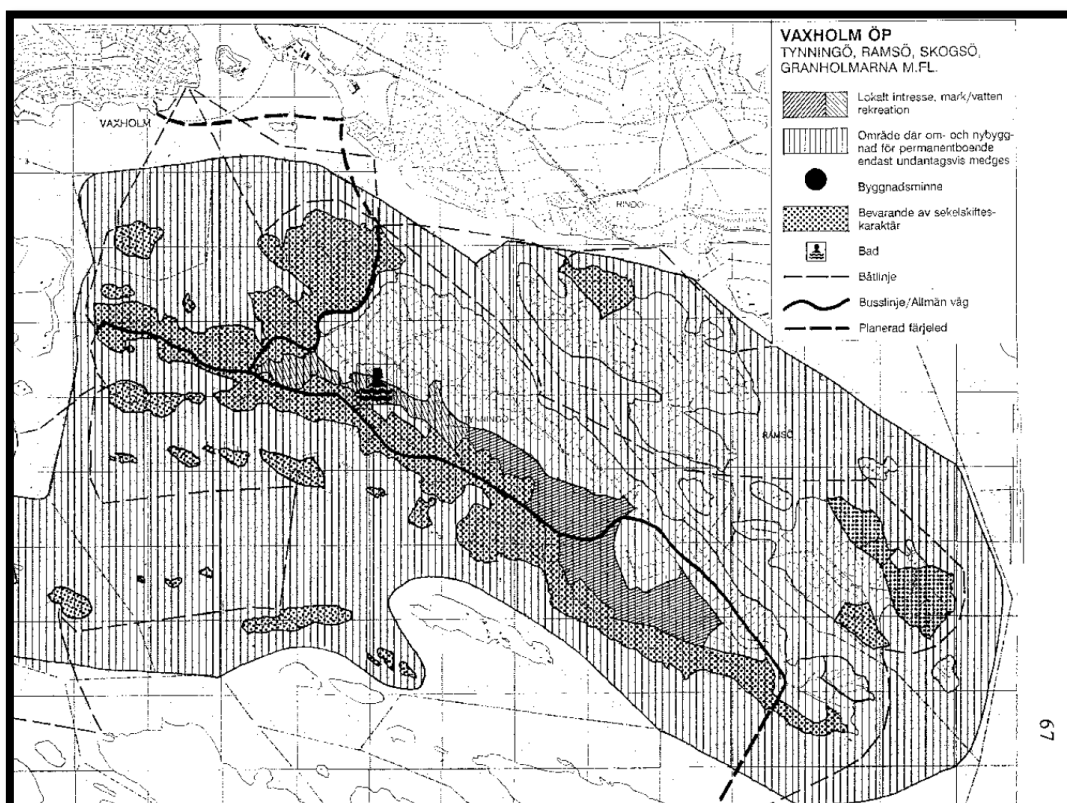 VAXHOLM ÖP
TYNNINGÖ, RAMSÖ, SKOGSÖ,
GRANHOLMARNA M.FL.
Lokalt intresse, mark/vatten
rekreation
Område där om- och nybygg-
nad för permanentboende
endast undantagsvis medges
Byggnadsminne
Bevarande av sekelskiftes-
karaktär
Bad
Båtlinje
Busslinje/Allmän väg
Planerad färjeled
VAXHOLM
RINDÖ
TYNNINGÖ
RAMSÖ
67